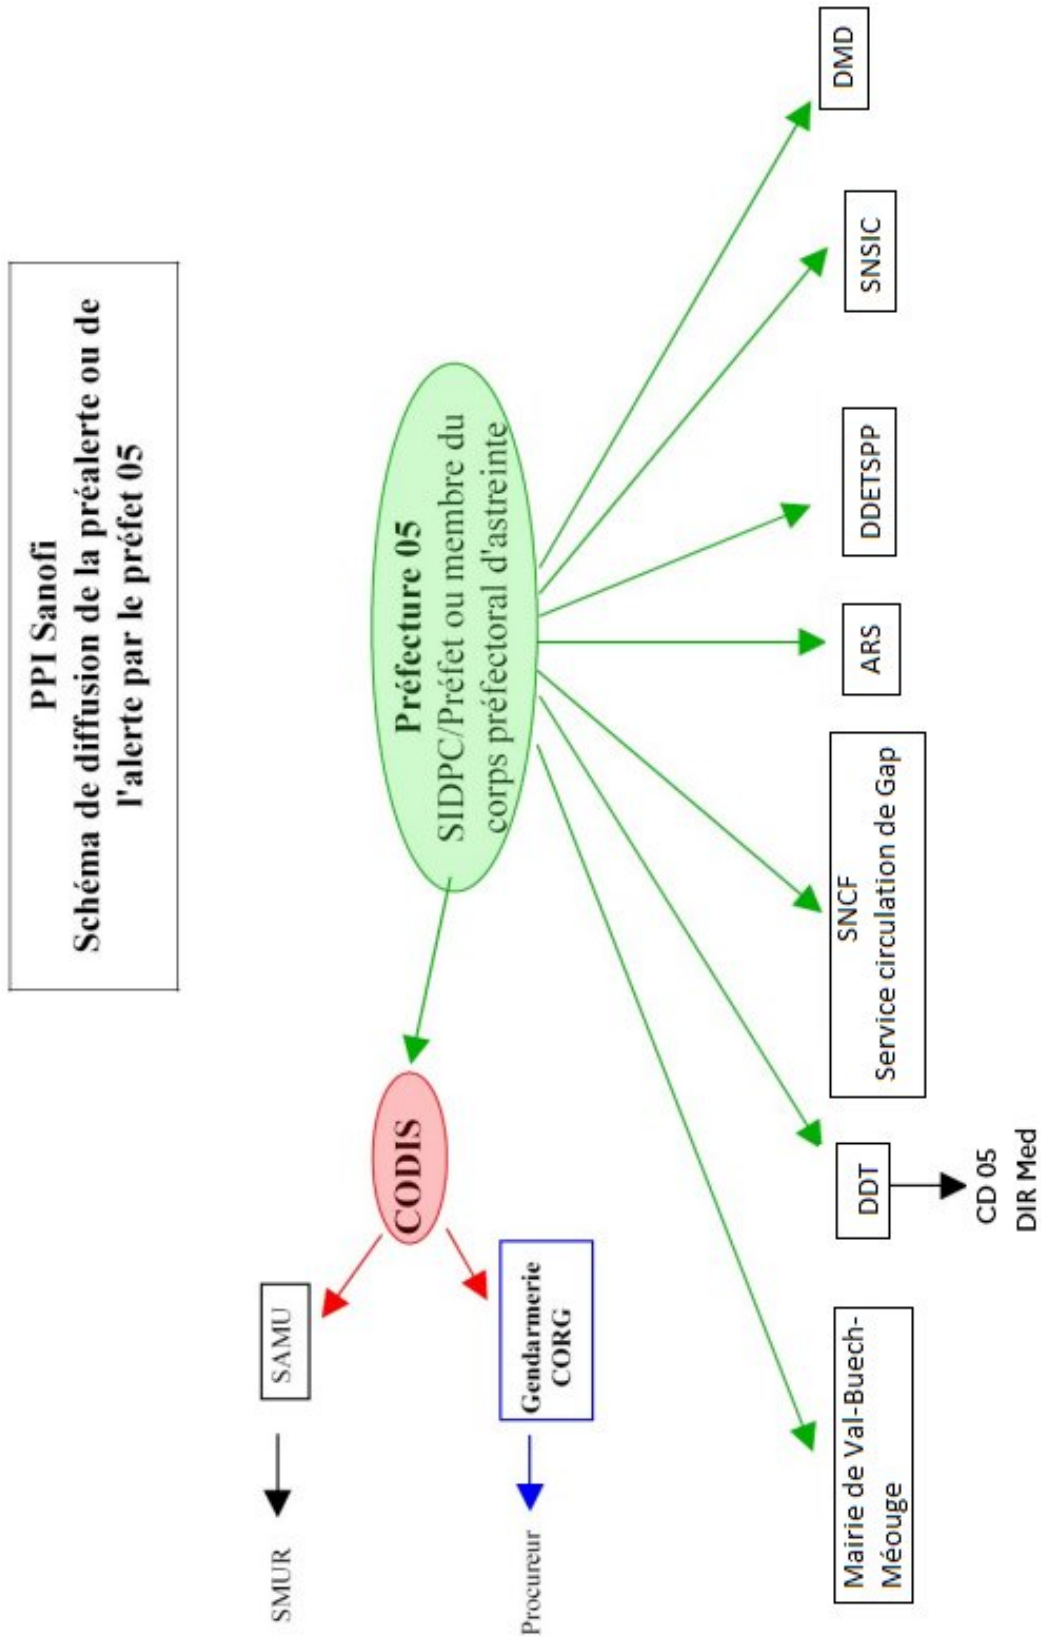 PPI Sanofi
Schéma de diffusion de la préalerte ou de
l'alerte par le préfet 05
SMUR
SAMU
CODIS
Préfecture 05
SIDPC/Préfet ou membre du
corps préfectoral d'astreinte
Procureur
Gendarmerie
CORG
Mairie de Val-Buech-
Méouge
DDT
CD 05
DIR Med
SNCF
Service circulation de Gap
ARS
DDETSPP
SNSIC
DMD